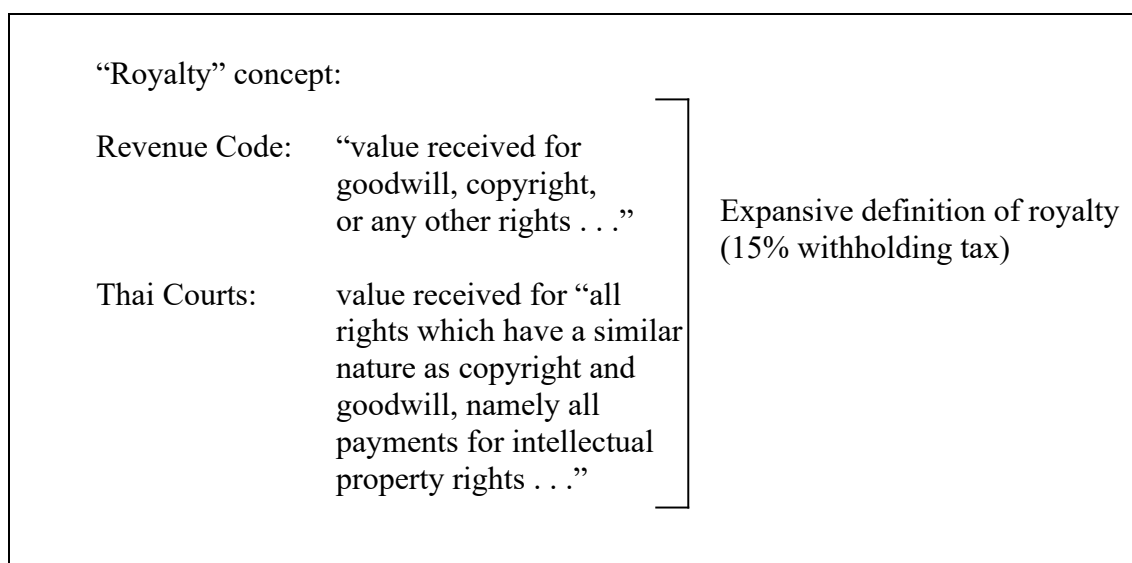 “Royalty” concept:
Revenue Code: “value received for
goodwill, copyright,
or any other rights . . .”
Thai Courts: value received for “all
rights which have a similar
nature as copyright and
goodwill, namely all
payments for intellectual
property rights . . .”
Expansive definition of royalty
(15% withholding tax)